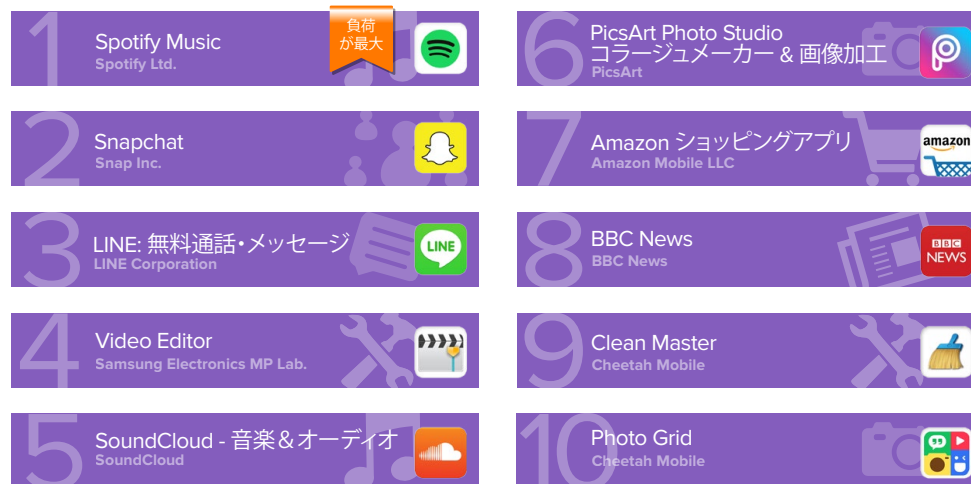 1
Spotify Music
Spotify Ltd.
負荷
が最大
2
Snapchat
Snap Inc.
3
LINE: 無料通話・メッセージ
LINE Corporation
LINE
4
Video Editor
Samsung Electronics MP Lab.
5
SoundCloud - 音楽&オーディオ
SoundCloud
6
PicsArt Photo Studio
コラージュメーカー & 画像加工
PicsArt
7
Amazon ショッピングアプリ
Amazon Mobile LLC
amazon
8
BBC News
BBC News
BBC
NEWS
9
Clean Master
Cheetah Mobile
10
Photo Grid
Cheetah Mobile